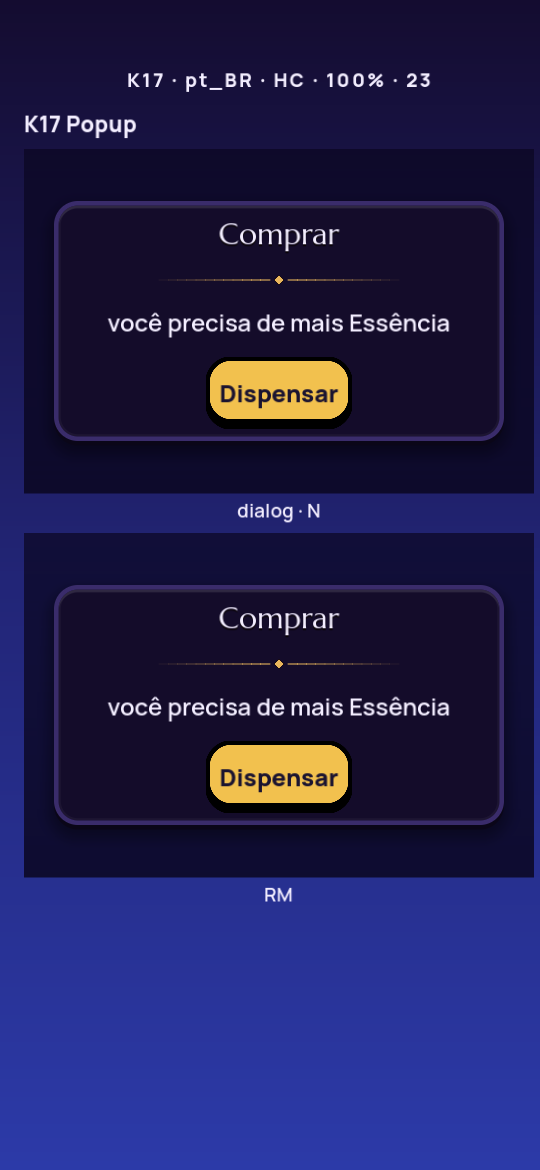 K17 · pt_BR · HC · 100% · 23
K17 Popup
Comprar
você precisa de mais Essência
Dispensar
dialog · N
Comprar
você precisa de mais Essência
Dispensar
RM